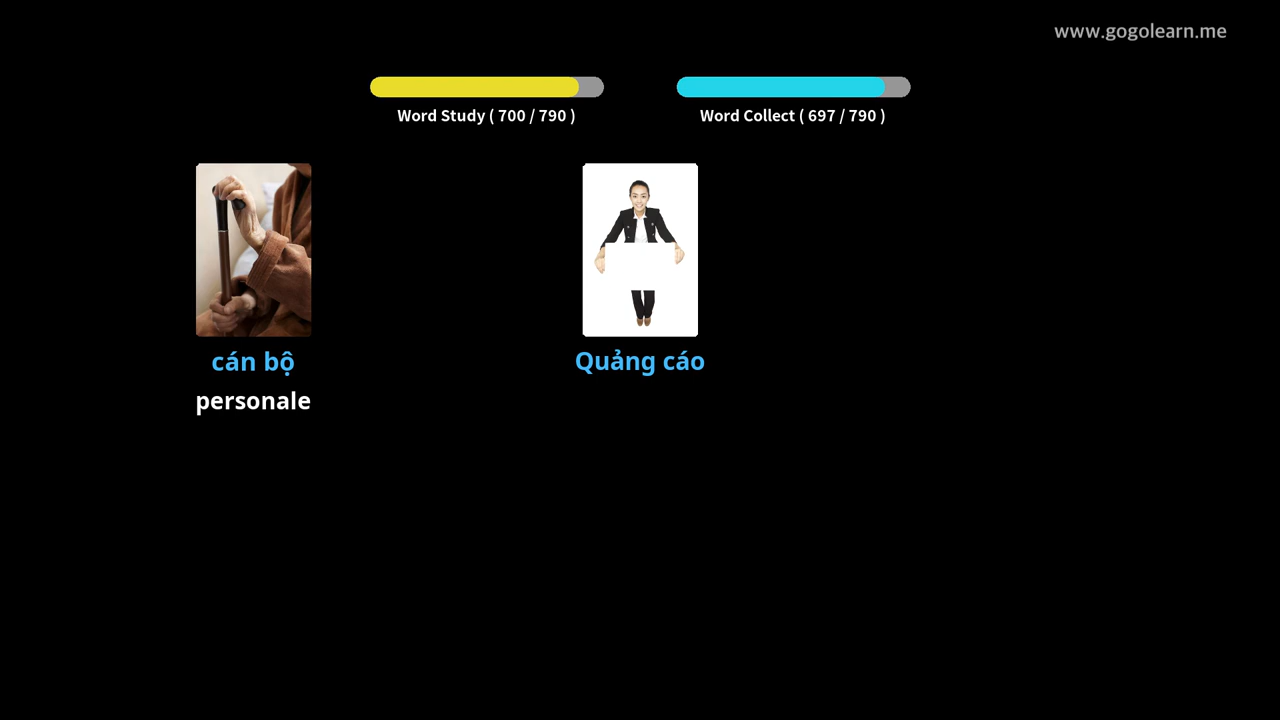 www.gogolearn.me
Word Study ( 700 / 790 )
Word Collect ( 697 / 790 )
cán bộ
Quảng cáo
personale